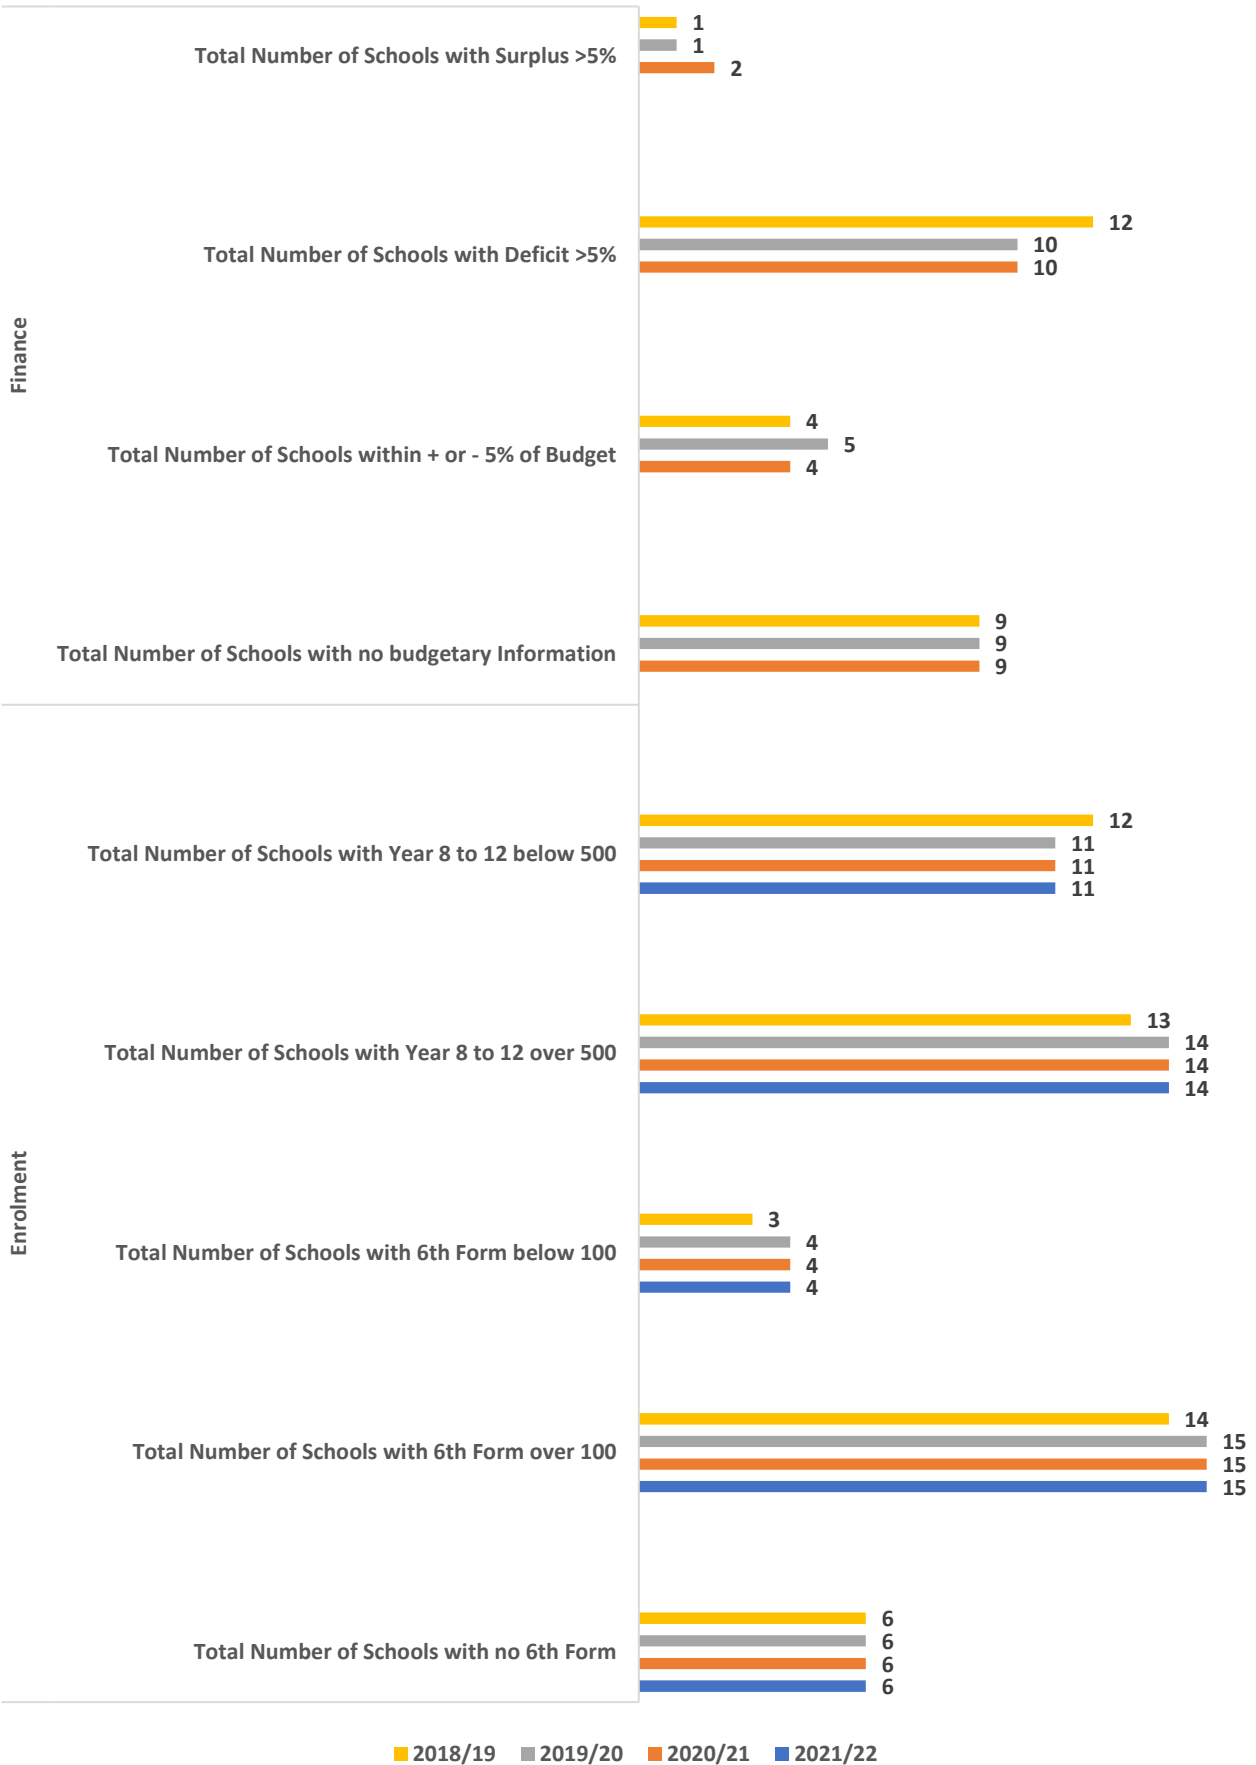 Finance
Total Number of Schools with Surplus >5%
1
1
2
Total Number of Schools with Deficit >5%
12
10
10
Total Number of Schools within + or - 5% of Budget
4
5
4
Total Number of Schools with no budgetary Information
9
9
9
Enrolment
Total Number of Schools with Year 8 to 12 below 500
12
11
11
11
Total Number of Schools with Year 8 to 12 over 500
13
14
14
14
Total Number of Schools with 6th Form below 100
3
4
4
4
Total Number of Schools with 6th Form over 100
14
15
15
15
Total Number of Schools with no 6th Form
6
6
6
6
2018/19 2019/20 2020/21 2021/22